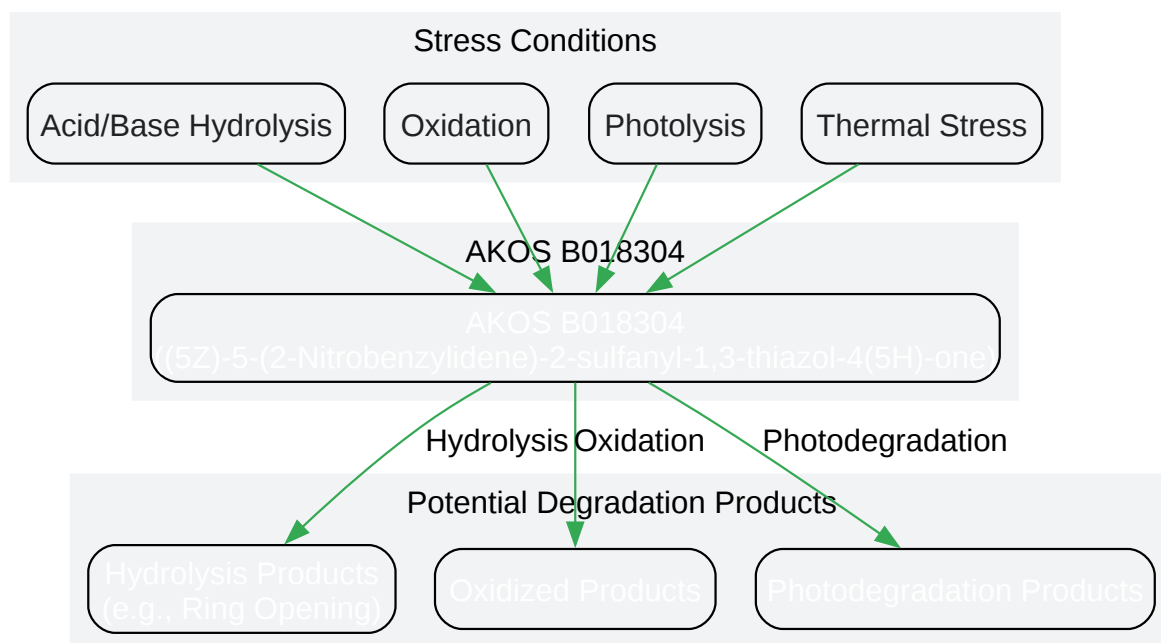 Stress Conditions
Acid/Base Hydrolysis
Oxidation
Photolysis
Thermal Stress
AKOS B018304
AKOS B018304
((5Z)-5-(2-Nitrobenzylidene)-2-sulfanyl-1,3-thiazol-4(5H)-one)
Hydrolysis
Oxidation
Photodegradation
Potential Degradation Products
Hydrolysis Products
(e.g., Ring Opening)
Oxidized Products
Photodegradation Products